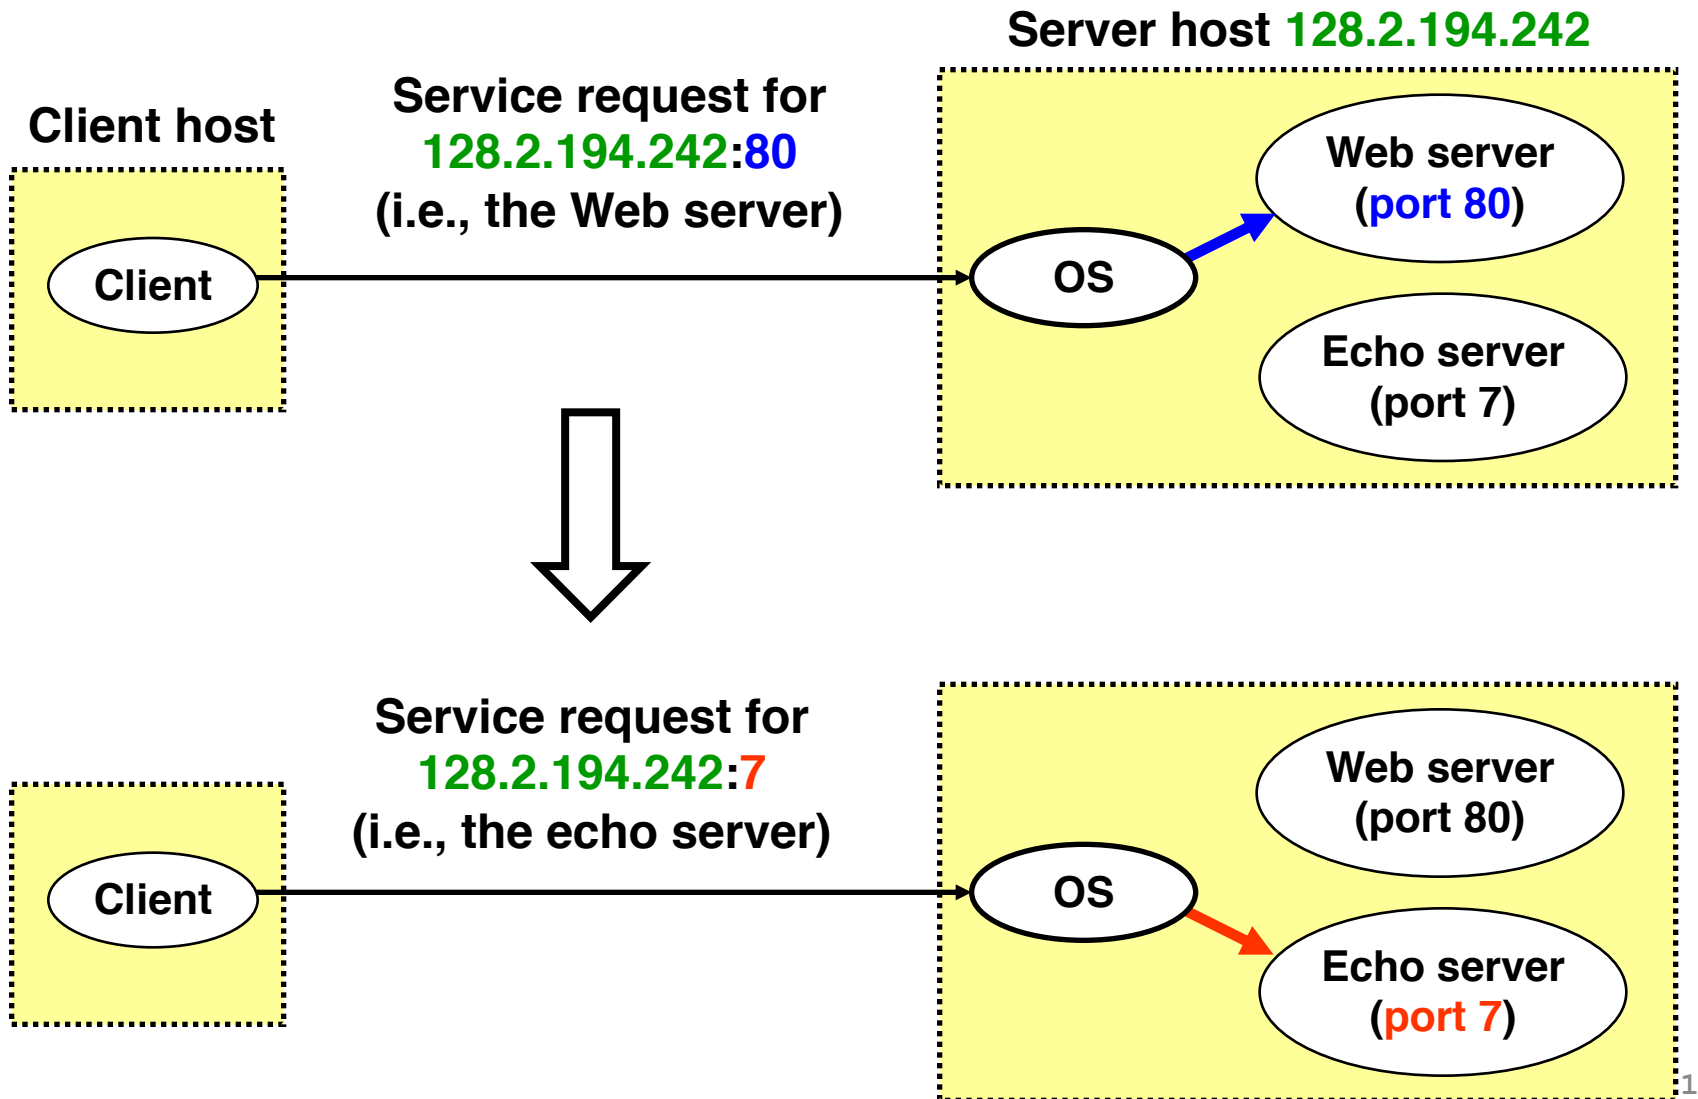 Server host 128.2.194.242
Client host
Service request for
128.2.194.242:80
(i.e., the Web server)
Client
OS
Web server
(port 80)
Echo server
(port 7)
Service request for
128.2.194.242:7
(i.e., the echo server)
Client
OS
Web server
(port 80)
Echo server
(port 7)
1